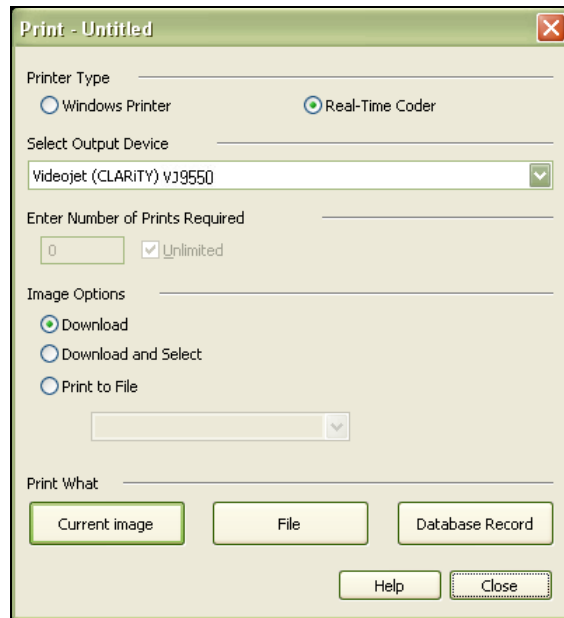 Print - Untitled
Printer Type
Windows Printer Real-Time Coder
Select Output Device
Videojet (CLARiTY) VJ9550
Enter Number of Prints Required
0 Unlimited
Image Options
Download
Download and Select
Print to File
Print What
Current image File Database Record
Help Close